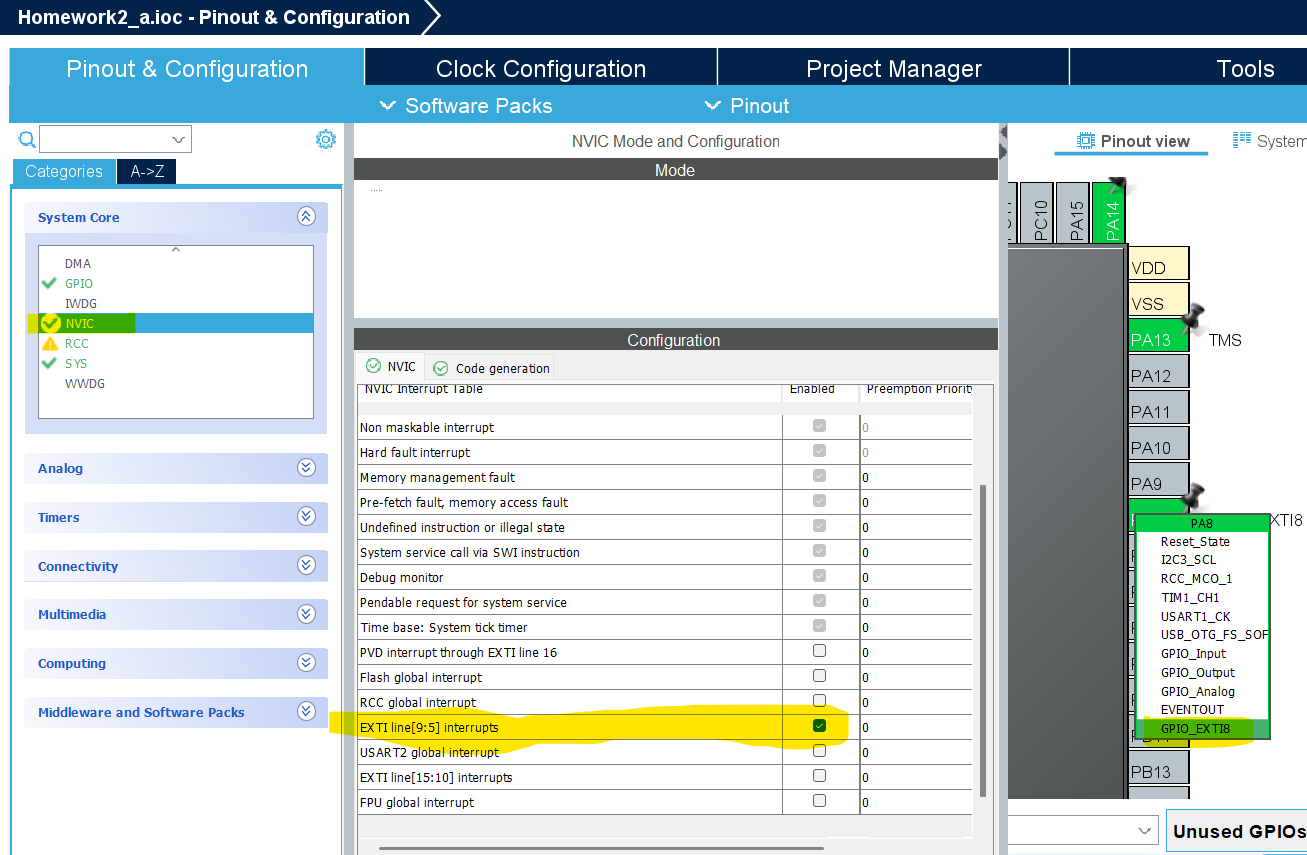 Homework2_a.ioc - Pinout & Configuration
Pinout & Configuration
Clock Configuration
Project Manager
Tools
Software Packs
Pinout
Categories
A->Z
System Core
DMA
GPIO
IWDG
NVIC
RCC
SYS
WWDG
Analog
Timers
Connectivity
Multimedia
Computing
Middleware and Software Packs
NVIC Mode and Configuration
Mode
Configuration
NVIC
Code generation
NVIC Interrupt Table Enabled Preemption Priority
Non maskable interrupt 0
Hard fault interrupt 0
Memory management fault 0
Pre-fetch fault, memory access fault 0
Undefined instruction or illegal state 0
System service call via SWI instruction 0
Debug monitor 0
Pendable request for system service 0
Time base: System tick timer 0
PVD interrupt through EXTI line 16 0
Flash global interrupt 0
RCC global interrupt 0
EXTI line[9:5] interrupts 0
USART2 global interrupt 0
EXTI line[15:10] interrupts 0
FPU global interrupt 0
Pinout view
System
PC10
PA15
PA14
VDD
VSS
PA13 TMS
PA12
PA11
PA10
PA9
XTI8
PA8
Reset_State
I2C3_SCL
RCC_MCO_1
TIM1_CH1
USART1_CK
USB_OTG_FS_SOF
GPIO_Input
GPIO_Output
GPIO_Analog
EVENTOUT
GPIO_EXTI8
PB13
Unused GPIOs